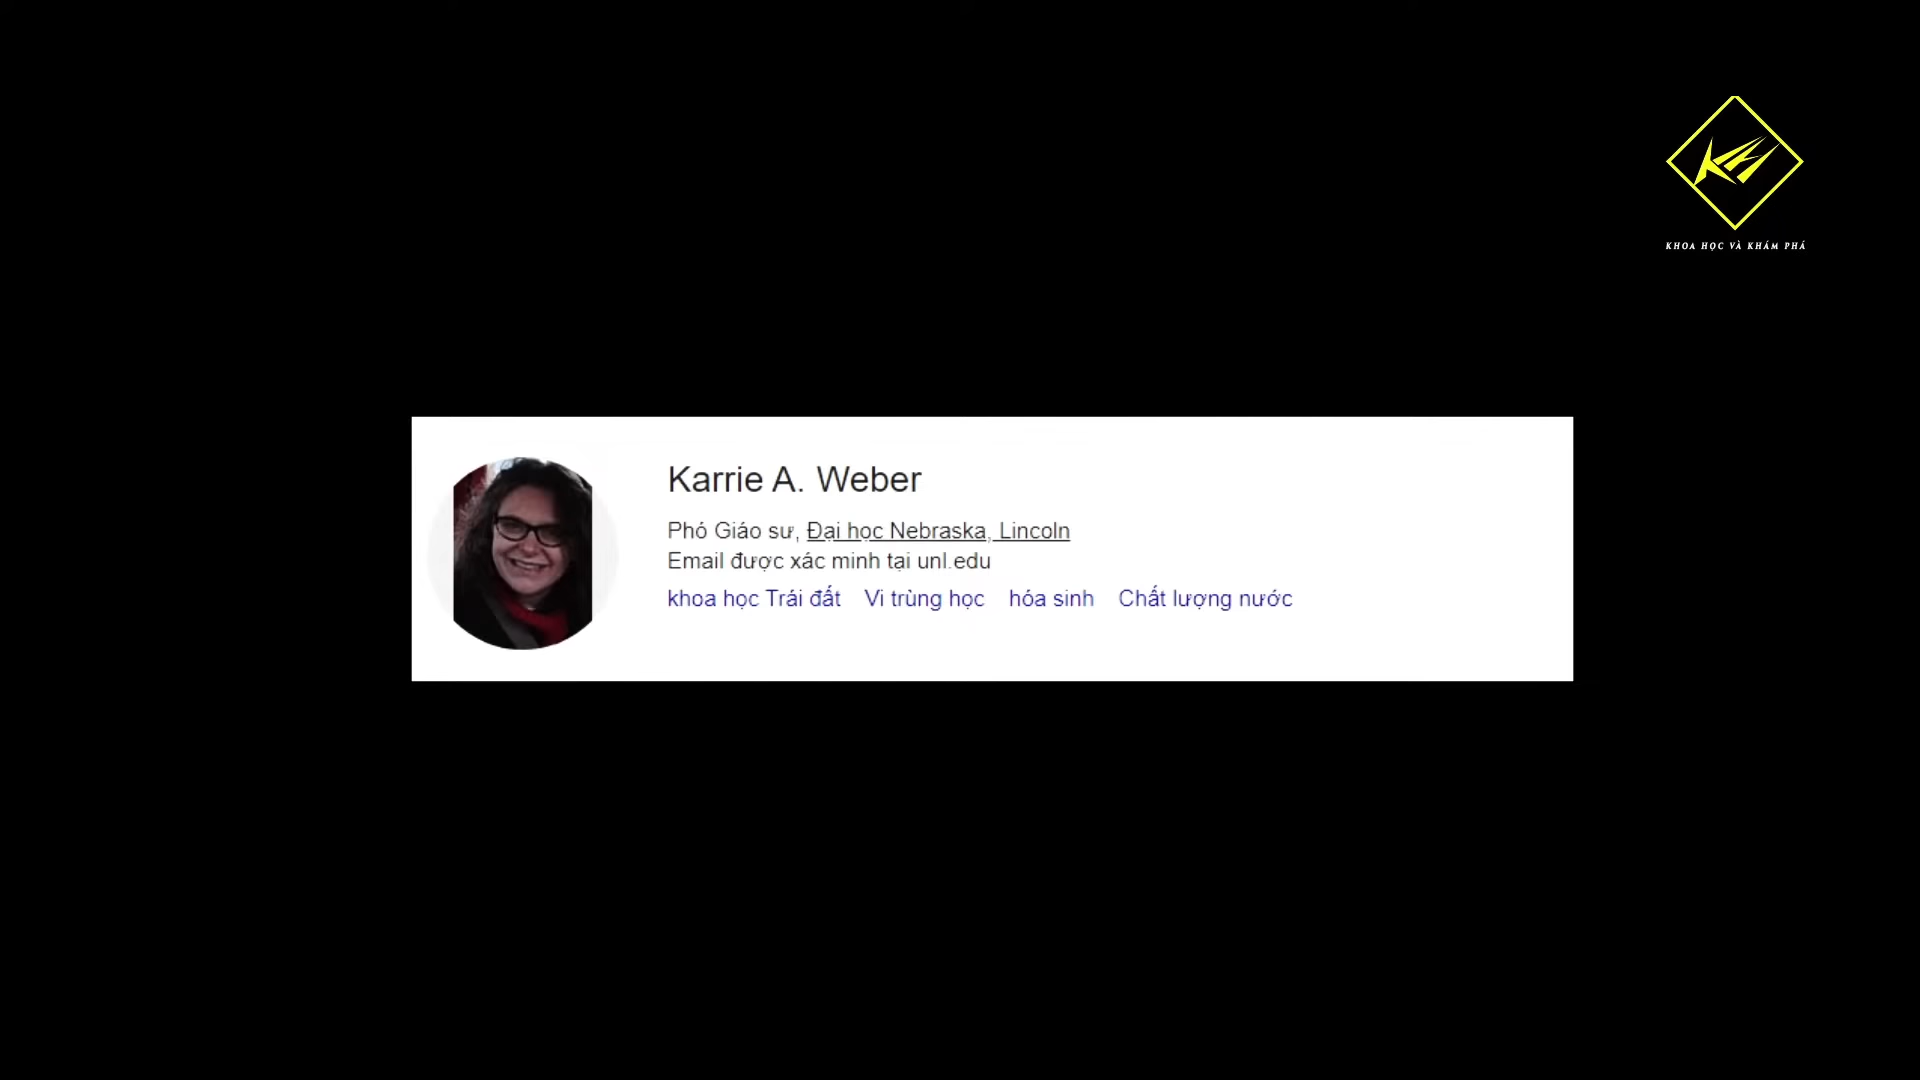 KHOA HỌC VÀ KHÁM PHÁ
Karrie A. Weber
Phó Giáo sư, Đại học Nebraska, Lincoln
Email được xác minh tại unl.edu
khoa học Trái đất Vi trùng học hóa sinh Chất lượng nước